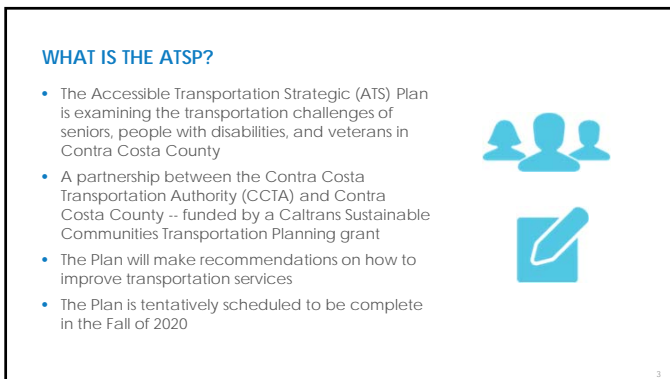 WHAT IS THE ATSP?
• The Accessible Transportation Strategic (ATS) Plan
is examining the transportation challenges of
seniors, people with disabilities, and veterans in
Contra Costa County
• A partnership between the Contra Costa
Transportation Authority (CCTA) and Contra
Costa County -- funded by a Caltrans Sustainable
Communities Transportation Planning grant
• The Plan will make recommendations on how to
improve transportation services
• The Plan is tentatively scheduled to be complete
in the Fall of 2020
3